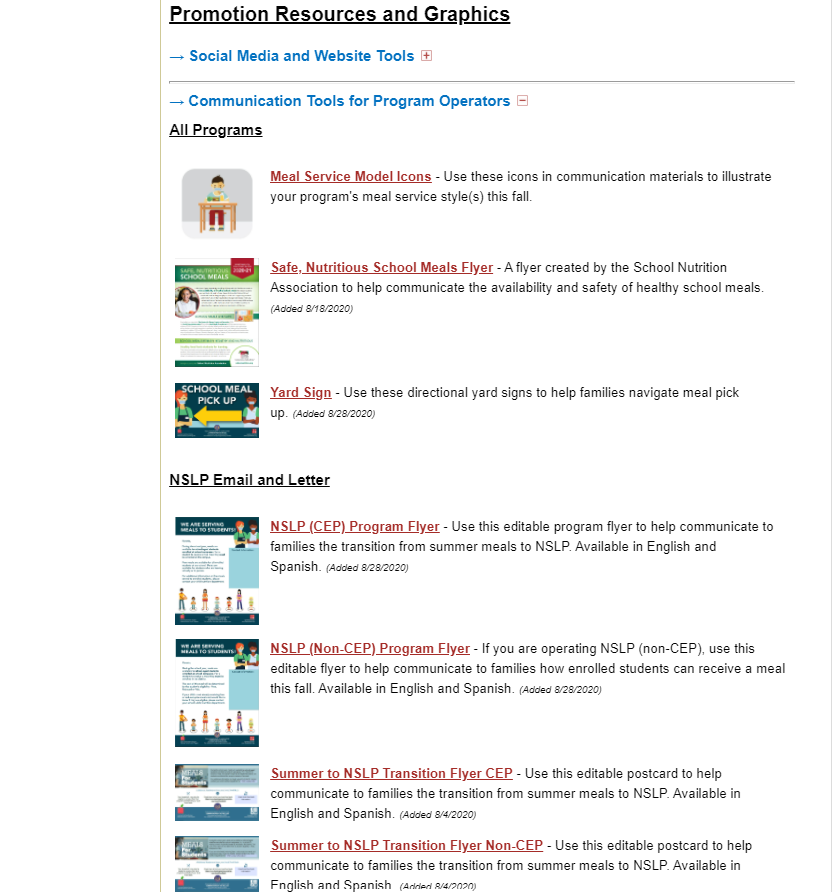 Promotion Resources and Graphics
→ Social Media and Website Tools
→ Communication Tools for Program Operators
All Programs
Meal Service Model Icons - Use these icons in communication materials to illustrate
your program's meal service style(s) this fall.
SAFE, NUTRITIOUS
SCHOOL MEALS
2020-21
Safe, Nutritious School Meals Flyer - A flyer created by the School Nutrition
Association to help communicate the availability and safety of healthy school meals.
(Added 8/18/2020)
SCHOOL MEAL
PICK UP
Yard Sign - Use these directional yard signs to help families navigate meal pick
up. (Added 8/28/2020)
NSLP Email and Letter
WE ARE SERVING
MEALS TO STUDENTS!
NSLP (CEP) Program Flyer - Use this editable program flyer to help communicate to
families the transition from summer meals to NSLP. Available in English and
Spanish. (Added 8/28/2020)
WE ARE SERVING
MEALS TO STUDENTS!
NSLP (Non-CEP) Program Flyer - If you are operating NSLP (non-CEP), use this
editable flyer to help communicate to families how enrolled students can receive a meal
this fall. Available in English and Spanish. (Added 8/28/2020)
MEALS
For
Students
Summer to NSLP Transition Flyer CEP - Use this editable postcard to help
communicate to families the transition from summer meals to NSLP. Available in
English and Spanish. (Added 8/4/2020)
MEALS
For
Students
Summer to NSLP Transition Flyer Non-CEP - Use this editable postcard to help
communicate to families the transition from summer meals to NSLP. Available in
English and Spanish. (Added 8/4/2020)